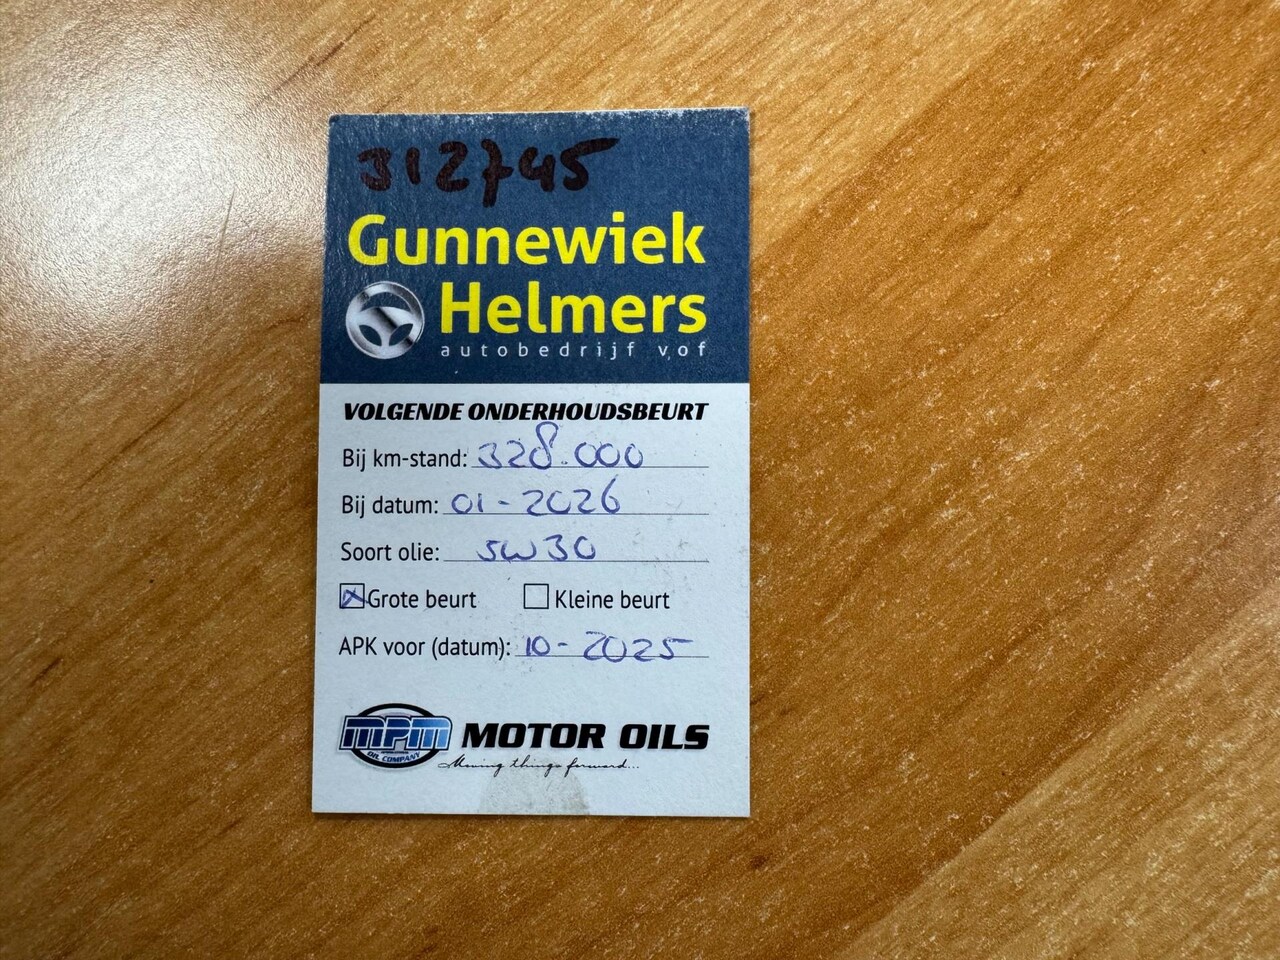 312745
Gunnewiek
Helmers
autobedrijf vof
VOLGENDE ONDERHOUDSBEURT
Bij km-stand: 328.000
Bij datum: 01-2026
Soort olie: 5W30
Grote beurt Kleine beurt
APK voor (datum): 10-2025
MPM MOTOR OILS
OIL COMPANY
Moving things forward...